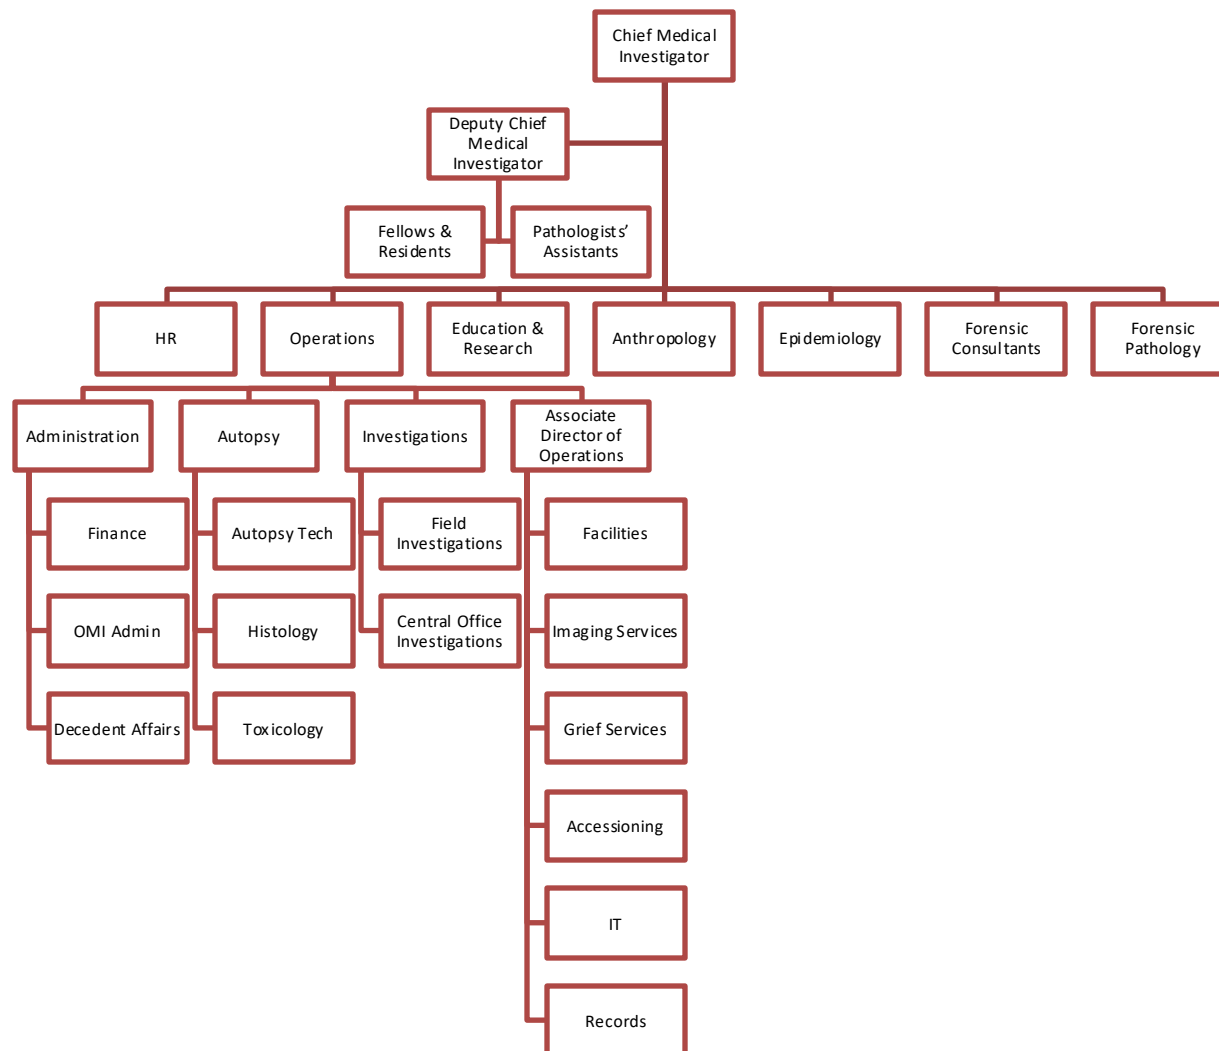 Chief Medical
Investigator
Deputy Chief
Medical
Investigator
Fellows &
Residents
Pathologists’
Assistants
HR
Operations
Education &
Research
Anthropology
Epidemiology
Forensic
Consultants
Forensic
Pathology
Administration
Autopsy
Investigations
Associate
Director of
Operations
Finance
Autopsy Tech
Field
Investigations
Facilities
OMI Admin
Histology
Central Office
Investigations
Imaging Services
Decedent Affairs
Toxicology
Grief Services
Accessioning
IT
Records